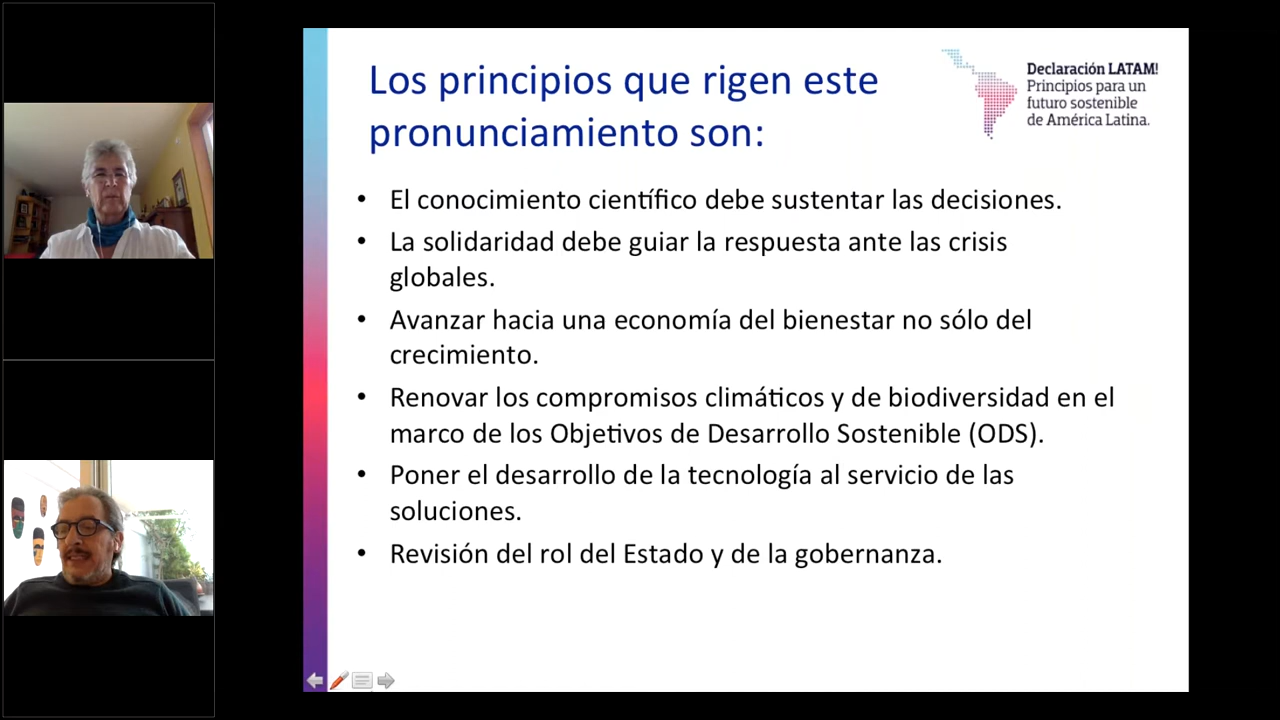 Los principios que rigen este
pronunciamiento son:
Declaración LATAM!
Principios para un
futuro sostenible
de América Latina.
• El conocimiento científico debe sustentar las decisiones.
• La solidaridad debe guiar la respuesta ante las crisis
globales.
• Avanzar hacia una economía del bienestar no sólo del
crecimiento.
• Renovar los compromisos climáticos y de biodiversidad en el
marco de los Objetivos de Desarrollo Sostenible (ODS).
• Poner el desarrollo de la tecnología al servicio de las
soluciones.
• Revisión del rol del Estado y de la gobernanza.